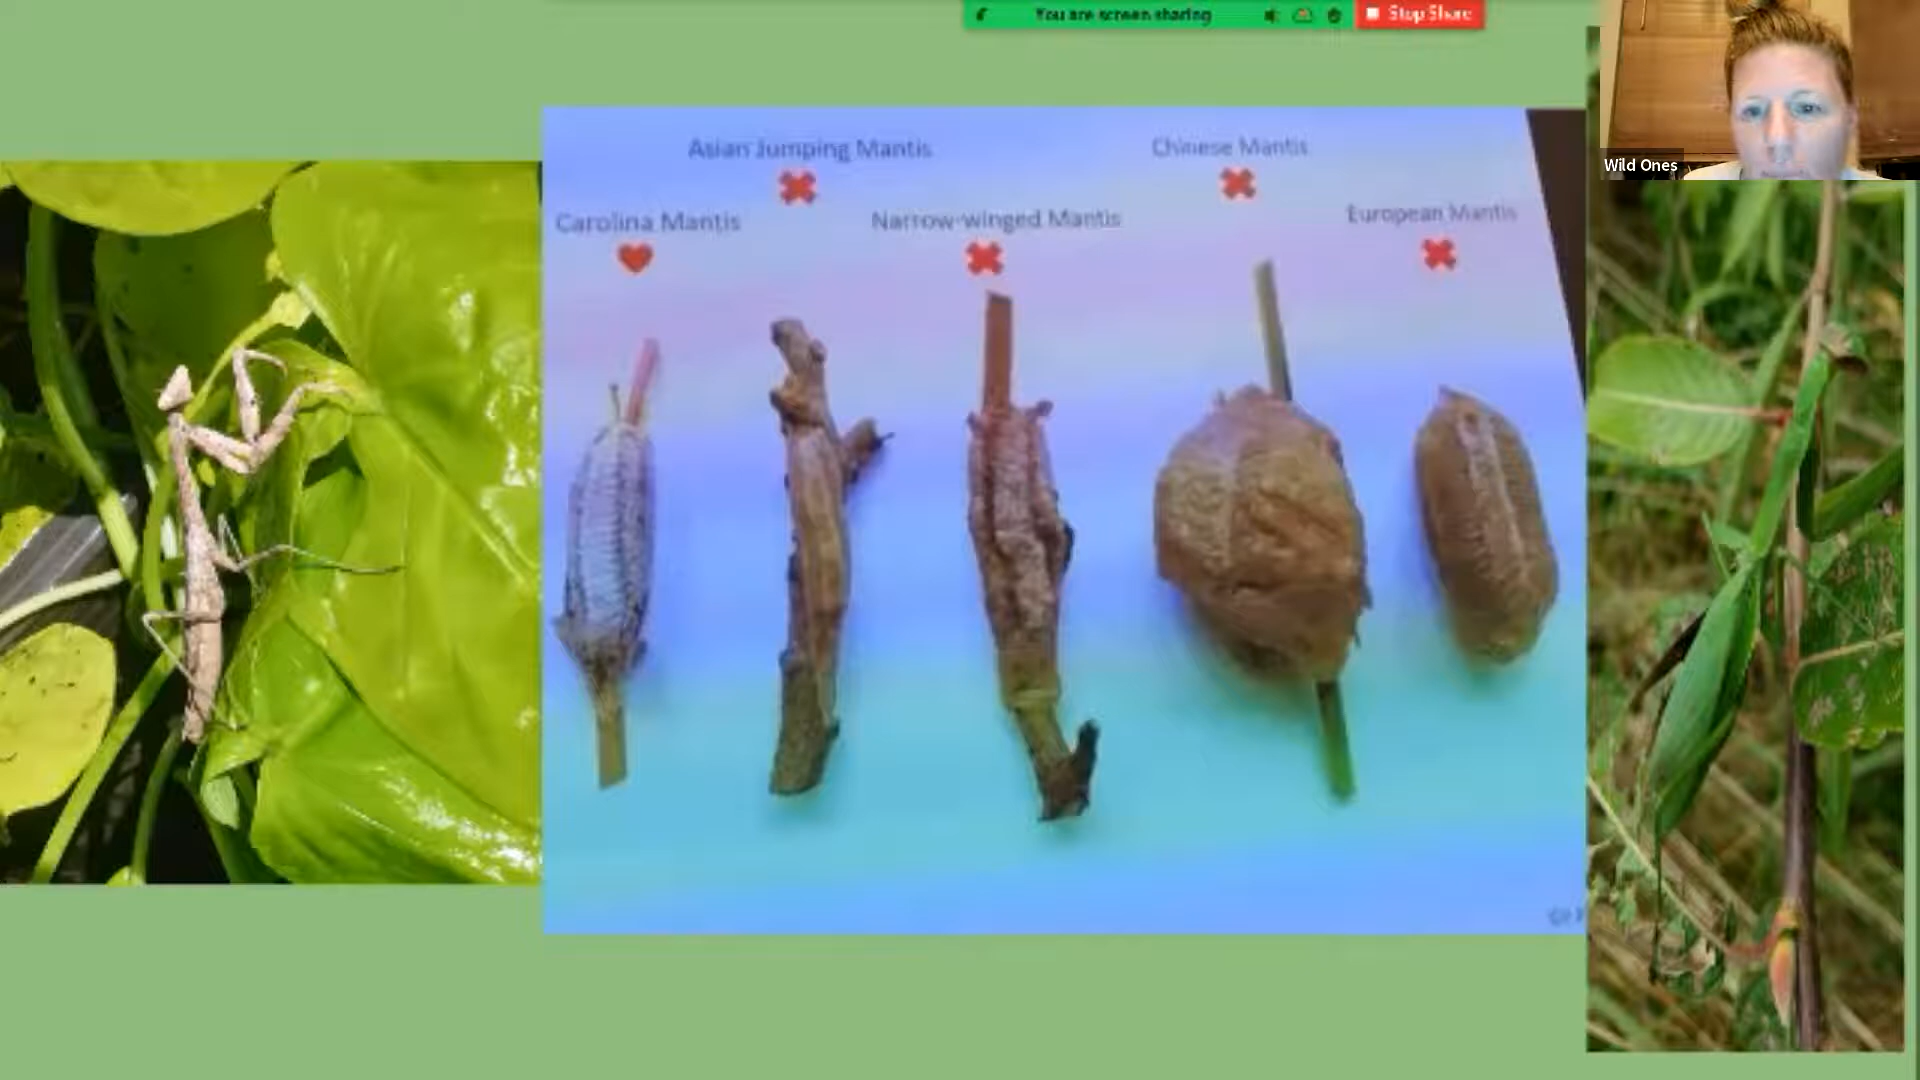 You are screen sharing
Stop Share
Wild Ones
Asian Jumping Mantis
Chinese Mantis
Carolina Mantis
Narrow-winged Mantis
European Mantis